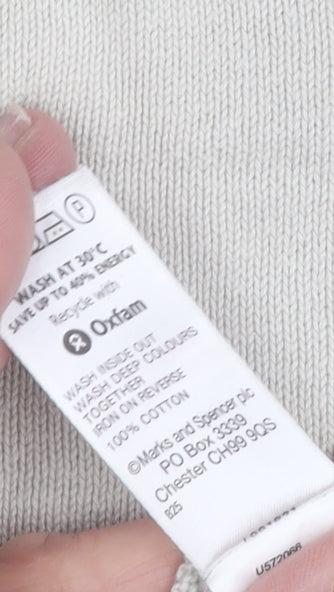 P
WASH AT 30°C
SAVE UP TO 40% ENERGY
Recycle with
Oxfam
WASH INSIDE OUT
WASH DEEP COLOURS
TOGETHER
IRON ON REVERSE
100% COTTON
©Marks and Spencer plc
PO Box 3339
Chester CH99 9QS
825
U572066